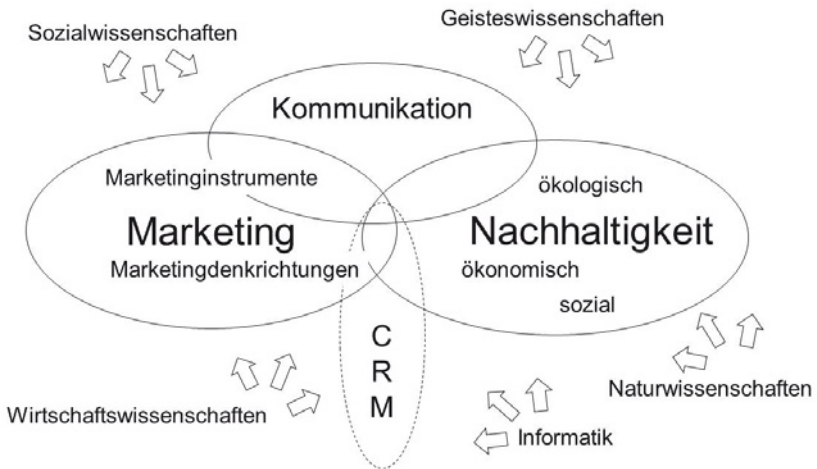 Geisteswissenschaften
Sozialwissenschaften
Kommunikation
Marketinginstrumente
ökologisch
Marketing
Nachhaltigkeit
Marketingdenkrichtungen
ökonomisch
sozial
C
R
M
Naturwissenschaften
Wirtschaftswissenschaften
Informatik